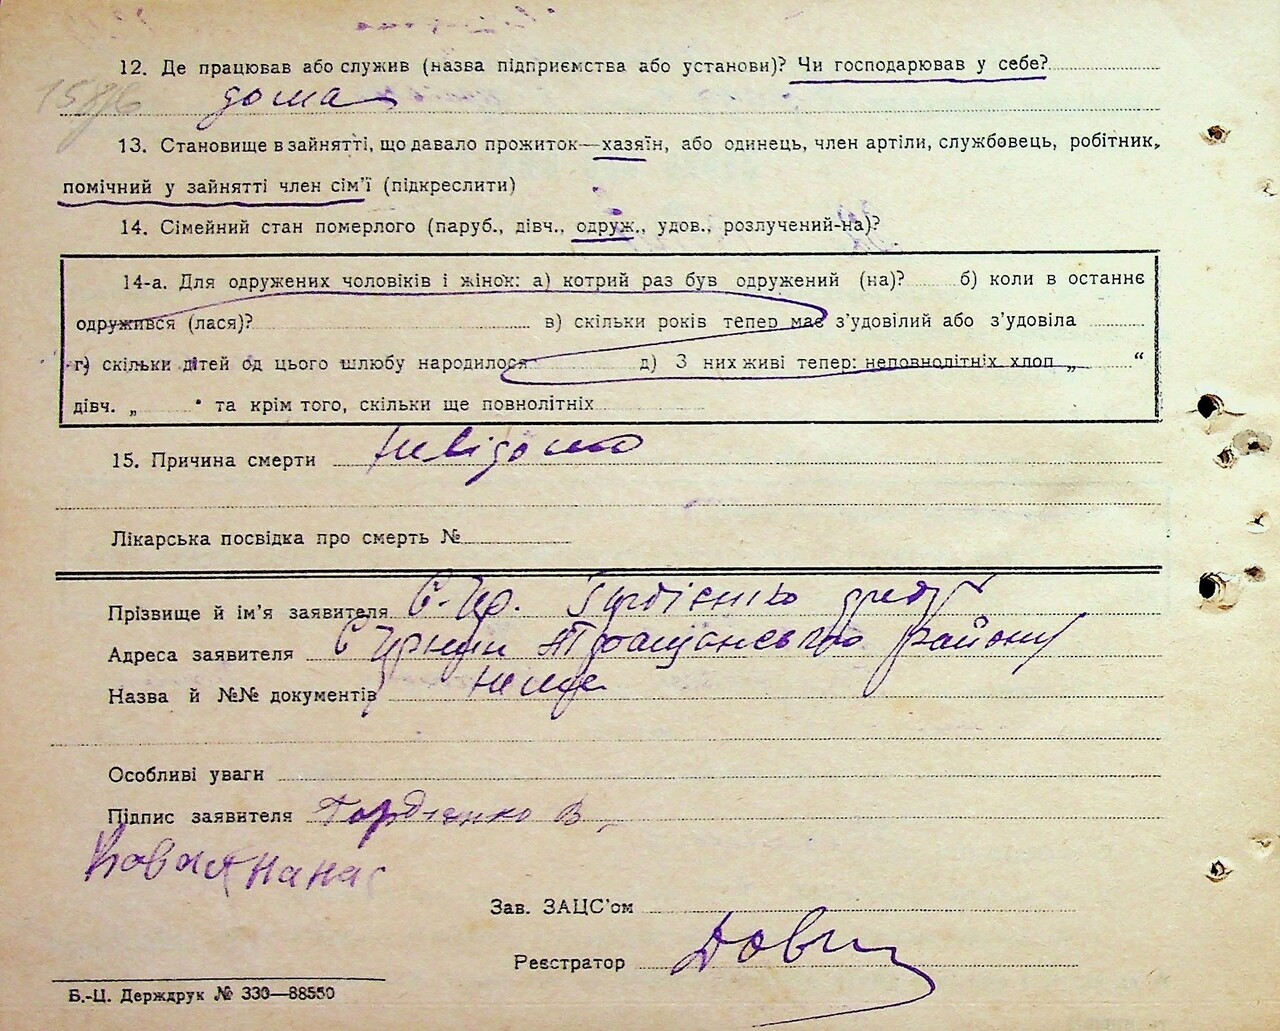 12. Де працював або служив (назва підприємства або установи)? Чи господарював у себе?
дома
13. Становище в зайнятті, що давало прожиток—хазяїн, або одинець, член артіли, службовець, робітник,
помічний у зайнятті член сім'ї (підкреслити)
14. Сімейний стан померлого (паруб., дівч., одруж., удов., розлучений-на)?
14-а. Для одружених чоловіків і жінок: а) котрий раз був одружений (на)? б) коли в останнє
одружився (лася)? в) скільки років тепер має з'удовілий або з'удовіла
г) скільки дітей од цього шлюбу народилося д) З них живі тепер: неповнолітніх хлоп „ “
дівч. „ “ та крім того, скільки ще повнолітніх
15. Причина смерти невідома
Лікарська посвідка про смерть №
Прізвище й ім'я заявителя Гордієнко
Адреса заявителя району
Назва й №№ документів нема
Особливі уваги
Підпис заявителя Гордієнко В
Зав. ЗАЦС'ом
Реєстратор
Б.-Ц. Держдрук № 330—88550